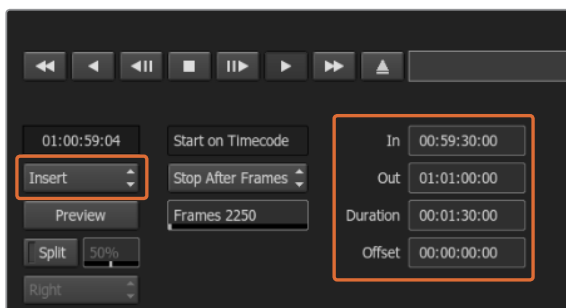 01:00:59:04 Start on Timecode In 00:59:30:00
Insert Stop After Frames Out 01:01:00:00
Preview Frames 2250 Duration 00:01:30:00
Split 50% Offset 00:00:00:00
Right